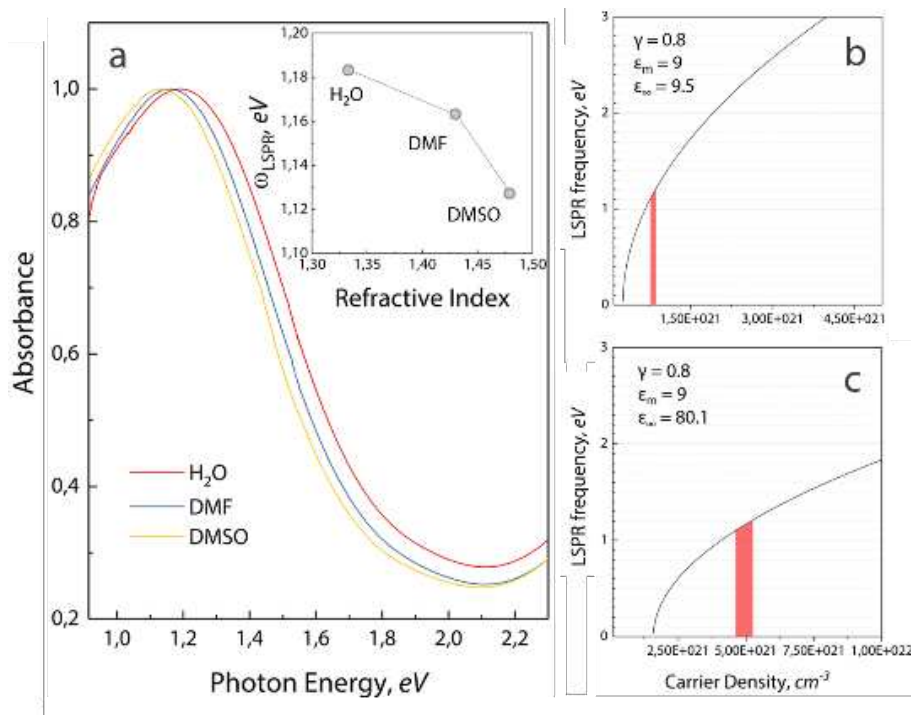 a
Absorbance
1,0
0,8
0,6
0,4
0,2
1,0 1,2 1,4 1,6 1,8 2,0 2,2
Photon Energy, eV
H₂O
DMF
DMSO
ω_LSPR, eV
1,20
1,18
1,16
1,14
1,12
1,10
1,30 1,35 1,40 1,45 1,50
Refractive Index
H₂O
DMF
DMSO
b
γ = 0.8
ε_m = 9
ε_∞ = 9.5
LSPR frequency, eV
3
2
1
0
1,50E+021 3,00E+021 4,50E+021
c
γ = 0.8
ε_m = 9
ε_∞ = 80.1
LSPR frequency, eV
3
2
1
0
2,50E+021 5,00E+021 7,50E+021 1,00E+022
Carrier Density, cm⁻³